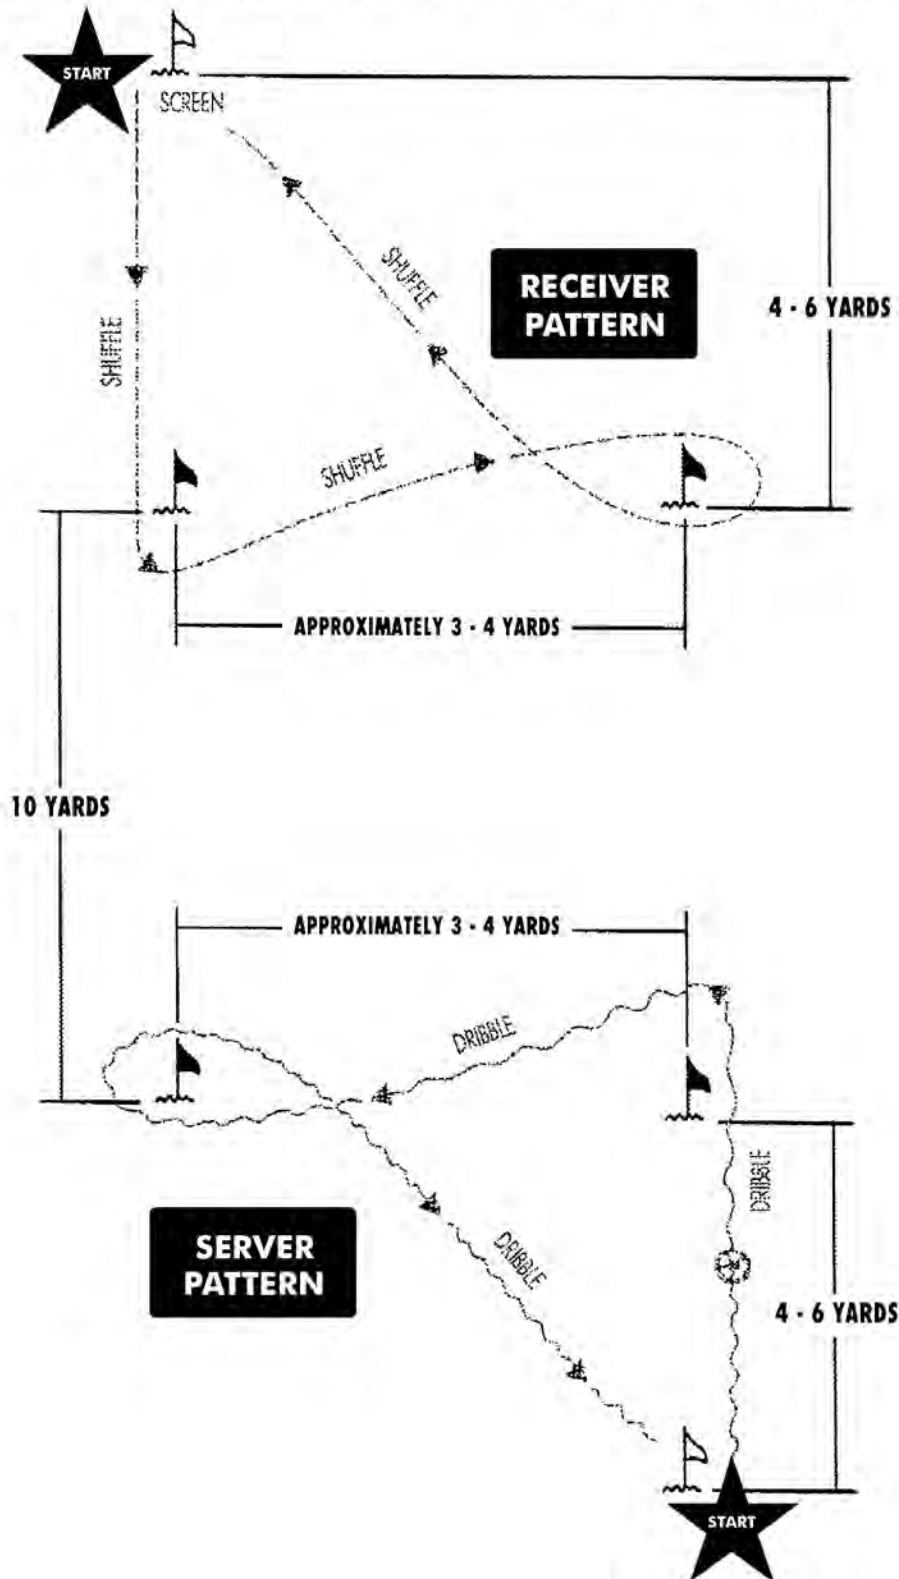 START
SCREEN
SHUFFLE
RECEIVER
PATTERN
4 - 6 YARDS
SHUFFLE
SHUFFLE
APPROXIMATELY 3 - 4 YARDS
10 YARDS
APPROXIMATELY 3 - 4 YARDS
DRIBBLE
DRIBBLE
SERVER
PATTERN
DRIBBLE
4 - 6 YARDS
START